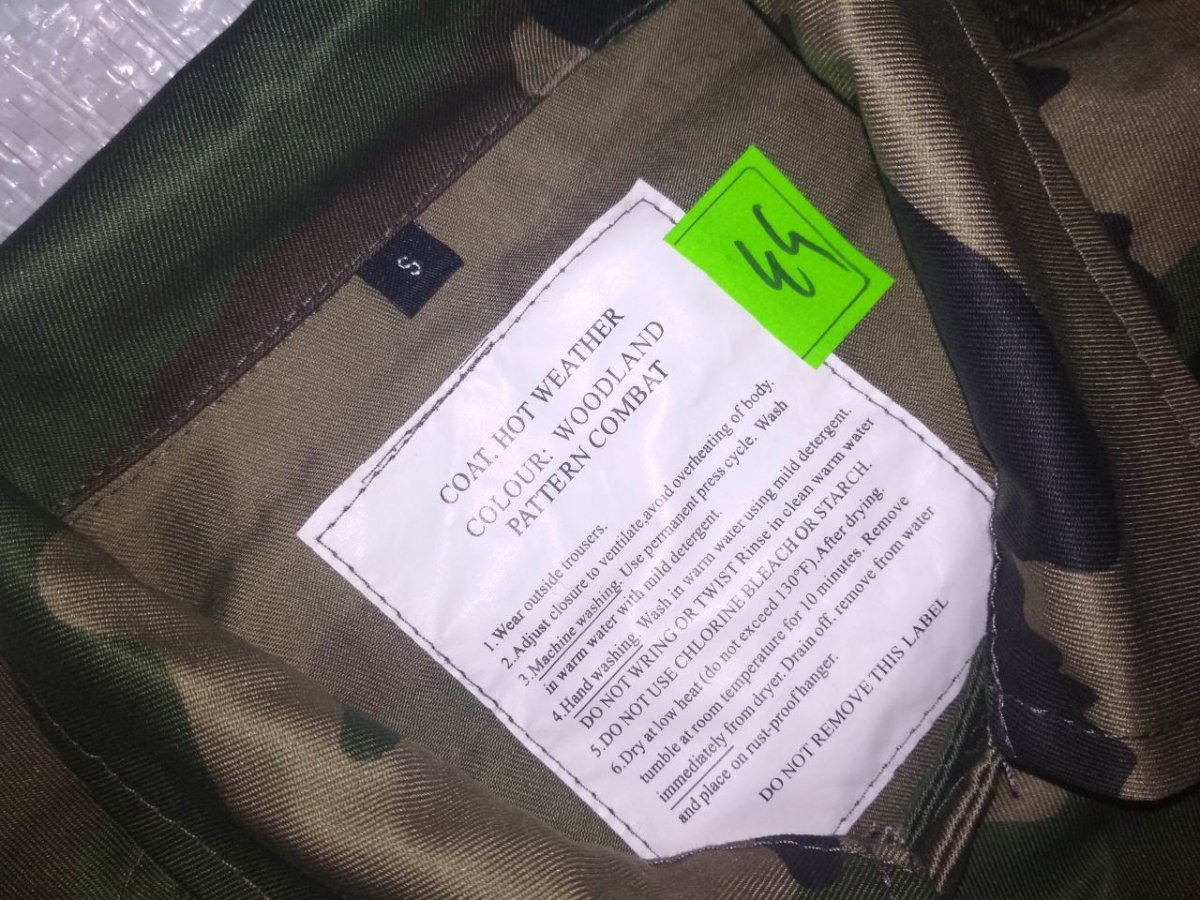 S
COAT. HOT WEATHER
COLOUR: WOODLAND
PATTERN COMBAT
1. Wear outside trousers.
2.Adjust closure to ventilate,avoid overheating of body.
3.Machine washing. Use permanent press cycle. Wash
in warm water with mild detergent.
4.Hand washing. Wash in warm water using mild detergent.
DO NOT WRING OR TWIST Rinse in clean warm water
5.DO NOT USE CHLORINE BLEACH OR STARCH.
6.Dry at low heat (do not exceed 130°F). After drying.
tumble at room temperature for 10 minutes. Remove
immediately from dryer. Drain off. remove from water
and place on rust-proof hanger.
DO NOT REMOVE THIS LABEL